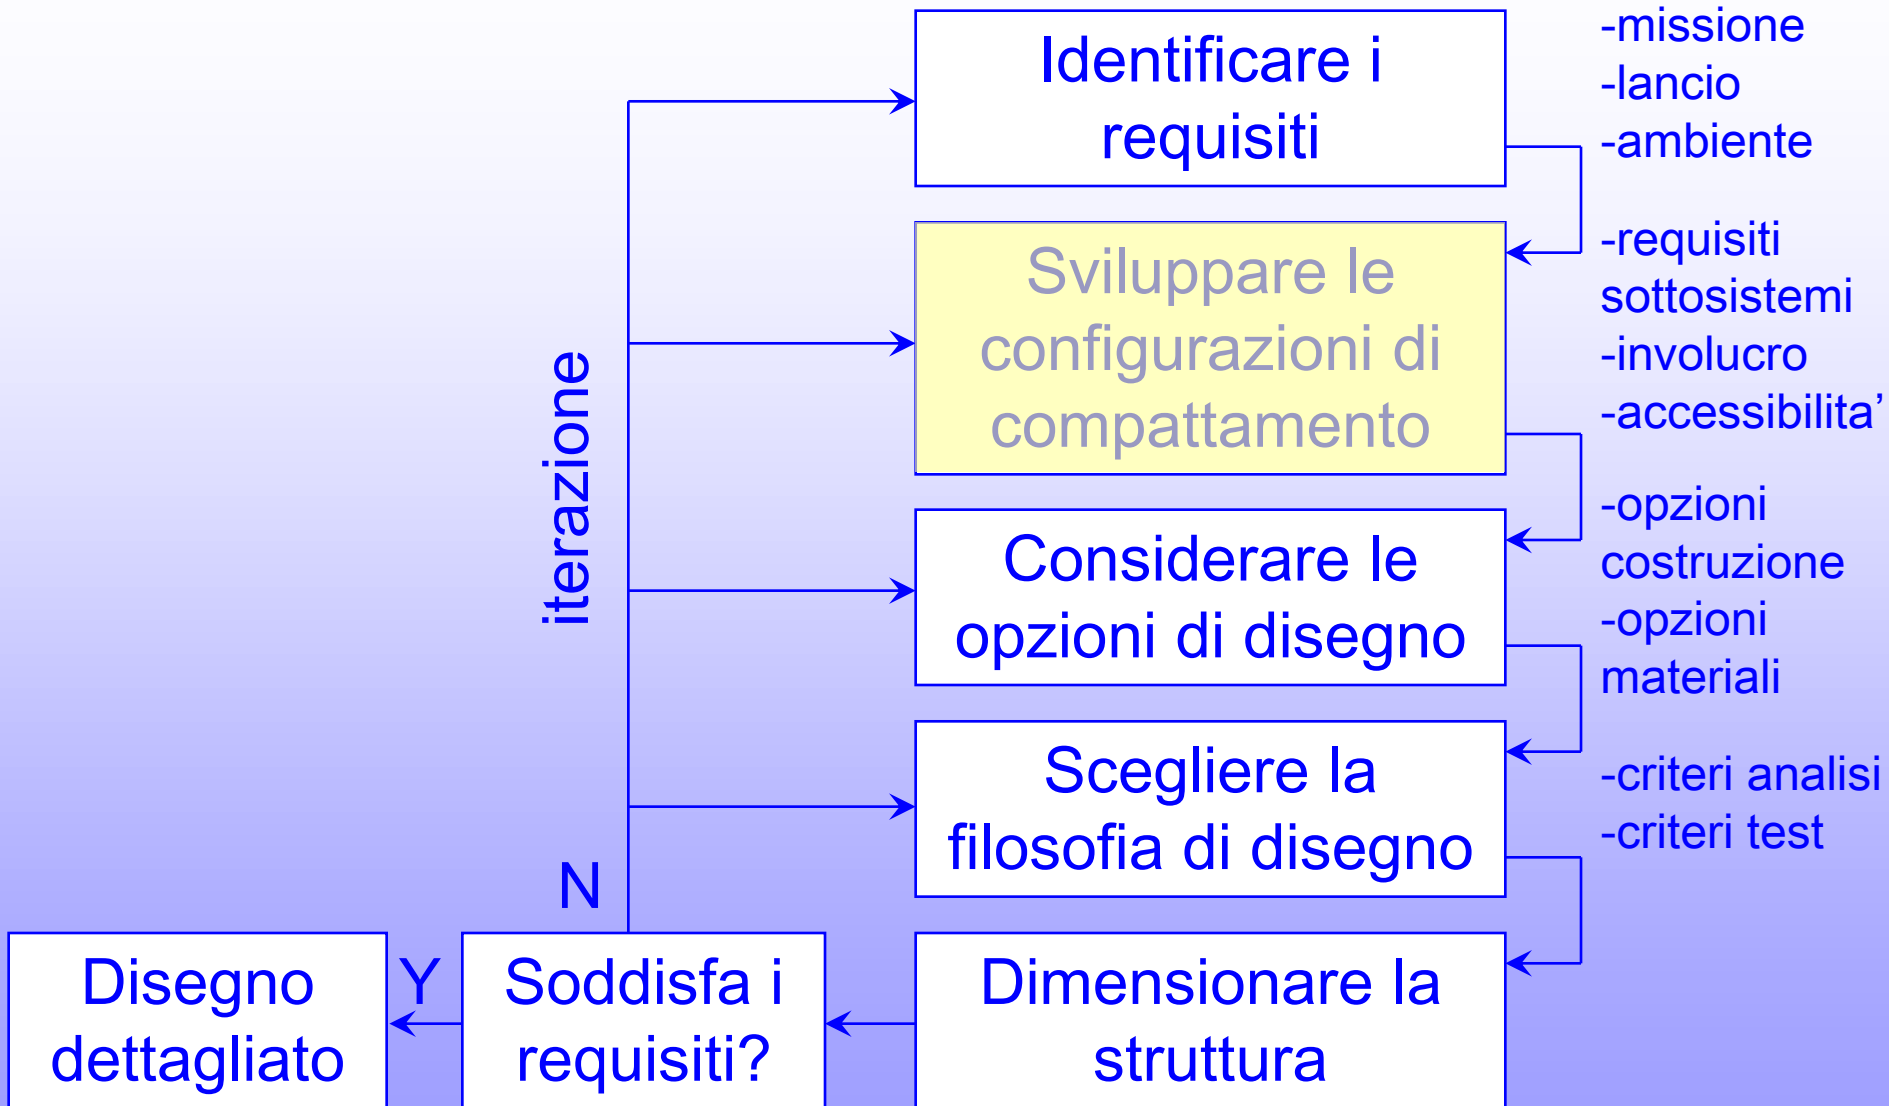 Identificare i
requisiti
-missione
-lancio
-ambiente
Sviluppare le
configurazioni di
compattamento
-requisiti
sottosistemi
-involucro
-accessibilita’
iterazione
Considerare le
opzioni di disegno
-opzioni
costruzione
-opzioni
materiali
Scegliere la
filosofia di disegno
-criteri analisi
-criteri test
N
Disegno
dettagliato
Y
Soddisfa i
requisiti?
Dimensionare la
struttura